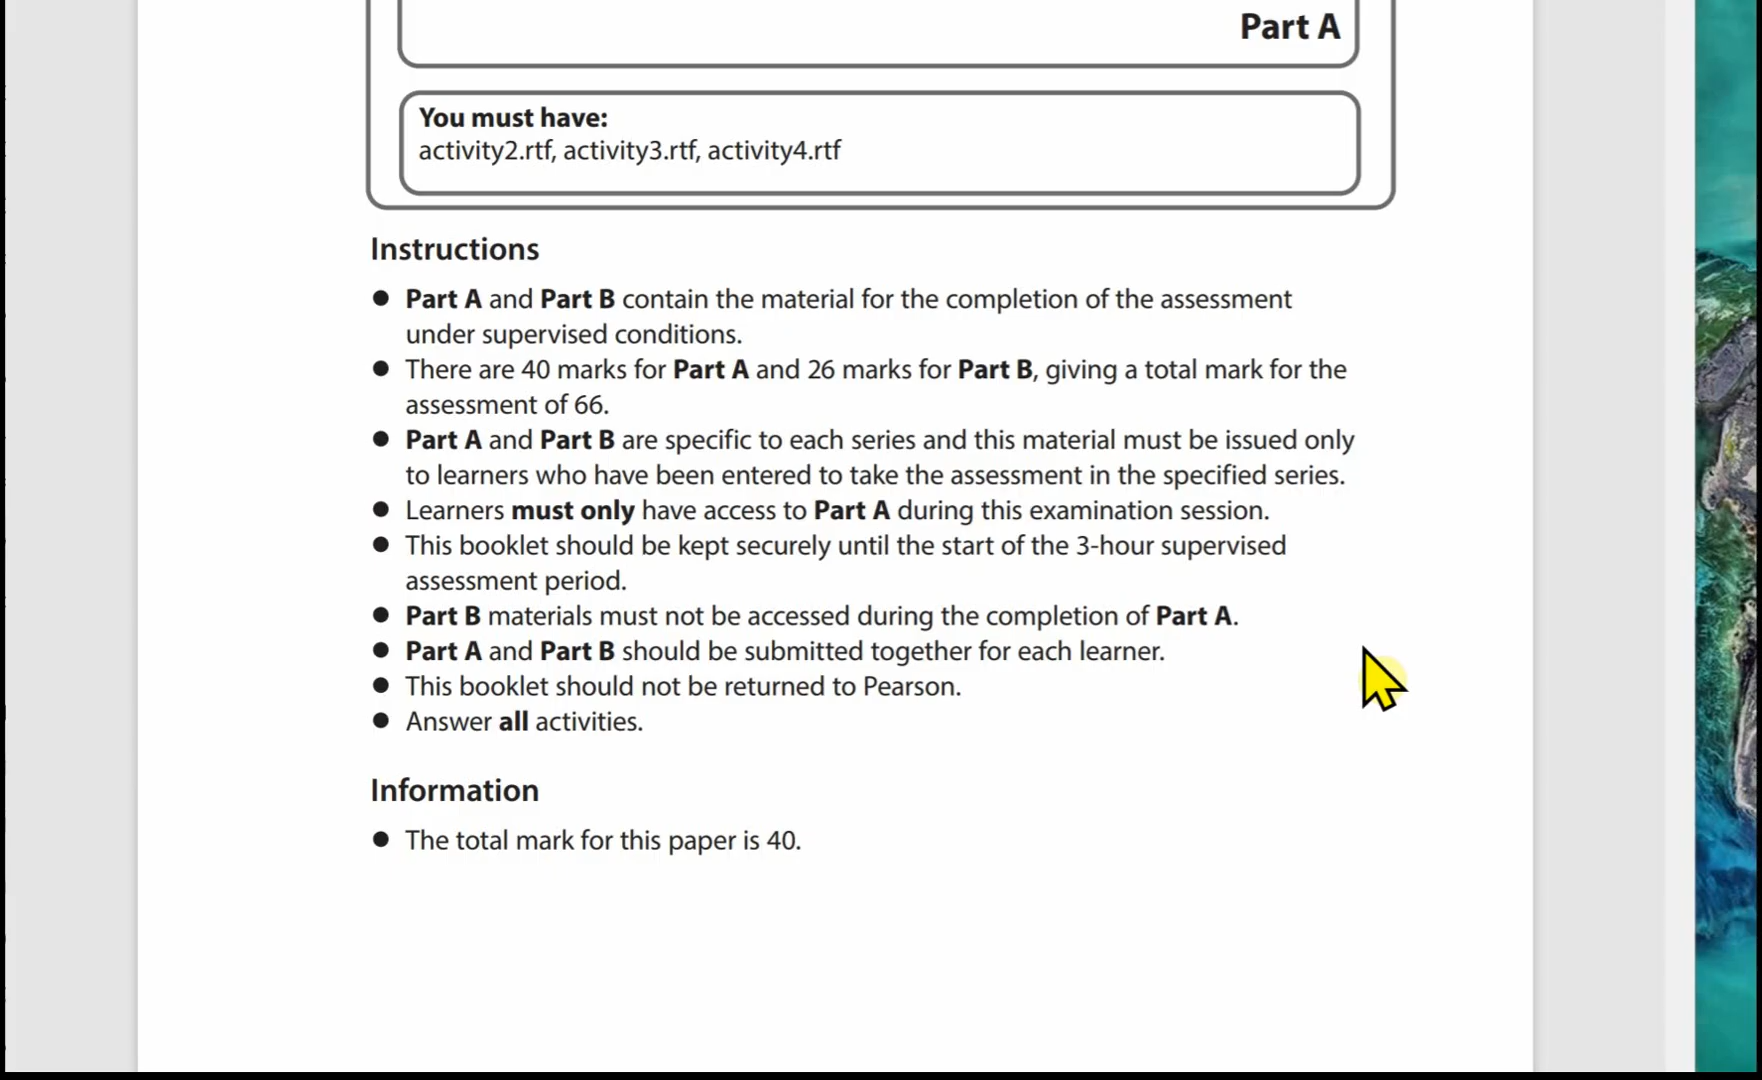 Part A
You must have:
activity2.rtf, activity3.rtf, activity4.rtf
Instructions
● Part A and Part B contain the material for the completion of the assessment
under supervised conditions.
● There are 40 marks for Part A and 26 marks for Part B, giving a total mark for the
assessment of 66.
● Part A and Part B are specific to each series and this material must be issued only
to learners who have been entered to take the assessment in the specified series.
● Learners must only have access to Part A during this examination session.
● This booklet should be kept securely until the start of the 3-hour supervised
assessment period.
● Part B materials must not be accessed during the completion of Part A.
● Part A and Part B should be submitted together for each learner.
● This booklet should not be returned to Pearson.
● Answer all activities.
Information
● The total mark for this paper is 40.